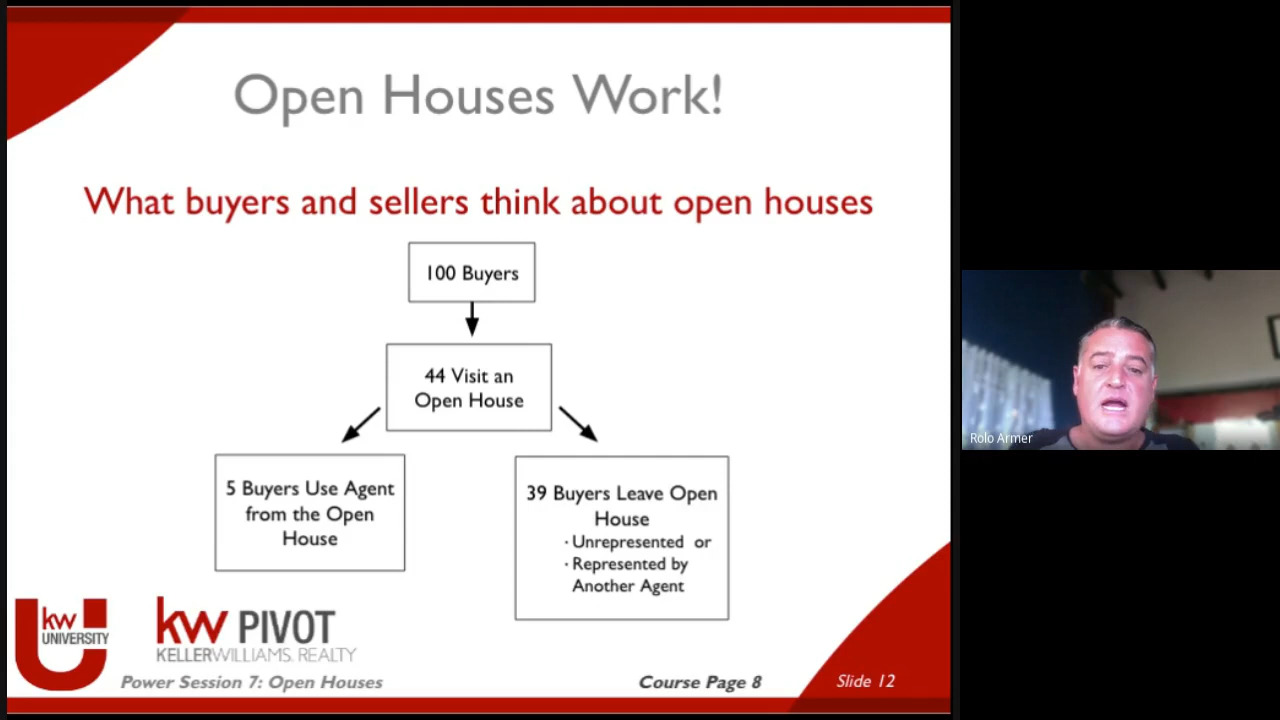 Open Houses Work!
What buyers and sellers think about open houses
100 Buyers
44 Visit an
Open House
5 Buyers Use Agent
from the Open
House
39 Buyers Leave Open
House
· Unrepresented or
· Represented by
Another Agent
kw
UNIVERSITY
kw PIVOT
KELLERWILLIAMS. REALTY
Power Session 7: Open Houses
Course Page 8
Slide 12
Rolo Armer